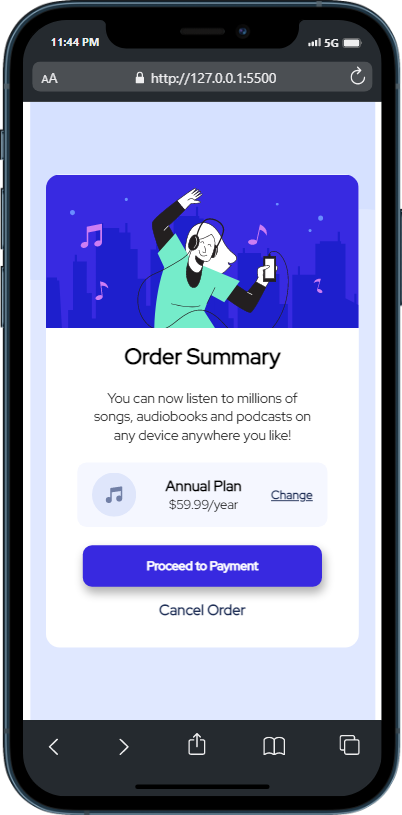 11:44 PM
5G
AA
http://127.0.0.1:5500
Order Summary
You can now listen to millions of
songs, audiobooks and podcasts on
any device anywhere you like!
Annual Plan
$59.99/year
Change
Proceed to Payment
Cancel Order